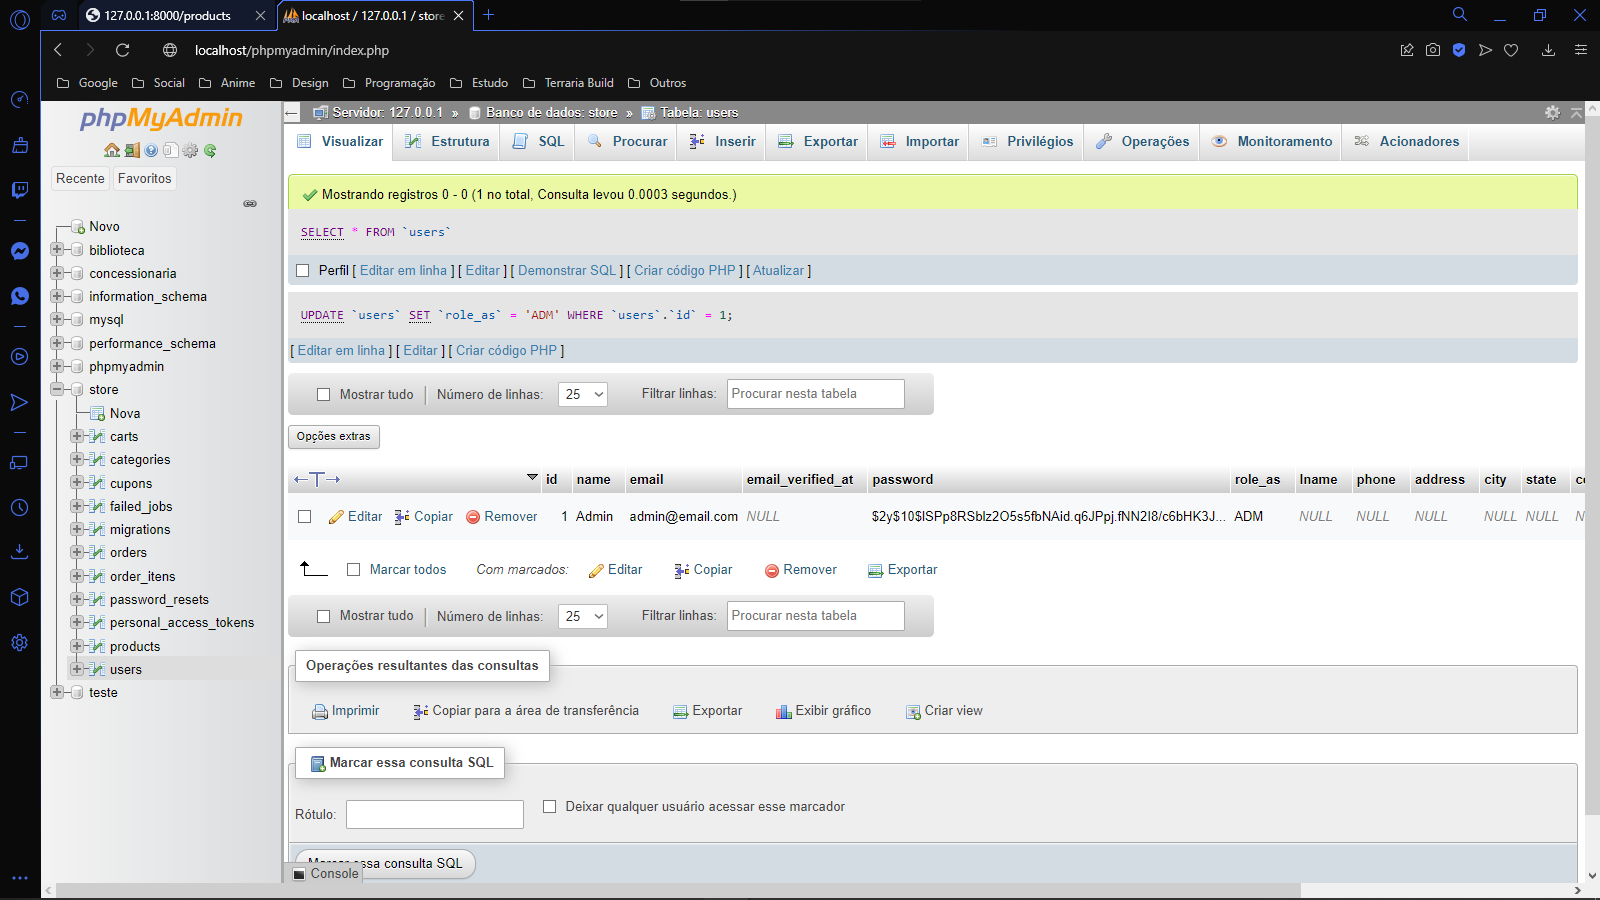 127.0.0.1:8000/products
localhost / 127.0.0.1 / store
localhost/phpmyadmin/index.php
Google Social Anime Design Programação Estudo Terraria Build Outros
phpMyAdmin
Recente Favoritos
Novo
biblioteca
concessionaria
information_schema
mysql
performance_schema
phpmyadmin
store
Nova
carts
categories
cupons
failed_jobs
migrations
orders
order_itens
password_resets
personal_access_tokens
products
users
teste
Servidor: 127.0.0.1 » Banco de dados: store » Tabela: users
Visualizar Estrutura SQL Procurar Inserir Exportar Importar Privilégios Operações Monitoramento Acionadores
Mostrando registros 0 - 0 (1 no total, Consulta levou 0.0003 segundos.)
SELECT * FROM `users`
Perfil [ Editar em linha ] [ Editar ] [ Demonstrar SQL ] [ Criar código PHP ] [ Atualizar ]
UPDATE `users` SET `role_as` = 'ADM' WHERE `users`.`id` = 1;
[ Editar em linha ] [ Editar ] [ Criar código PHP ]
Mostrar tudo Número de linhas: 25 Filtrar linhas: Procurar nesta tabela
Opções extras
id name email email_verified_at password role_as lname phone address city state
Editar Copiar Remover 1 Admin admin@email.com NULL ADM NULL NULL NULL NULL NULL
Marcar todos Com marcados: Editar Copiar Remover Exportar
Mostrar tudo Número de linhas: 25 Filtrar linhas: Procurar nesta tabela
Operações resultantes das consultas
Imprimir Copiar para a área de transferência Exportar Exibir gráfico Criar view
Marcar essa consulta SQL
Rótulo: Deixar qualquer usuário acessar esse marcador
Marcar essa consulta SQL
Console